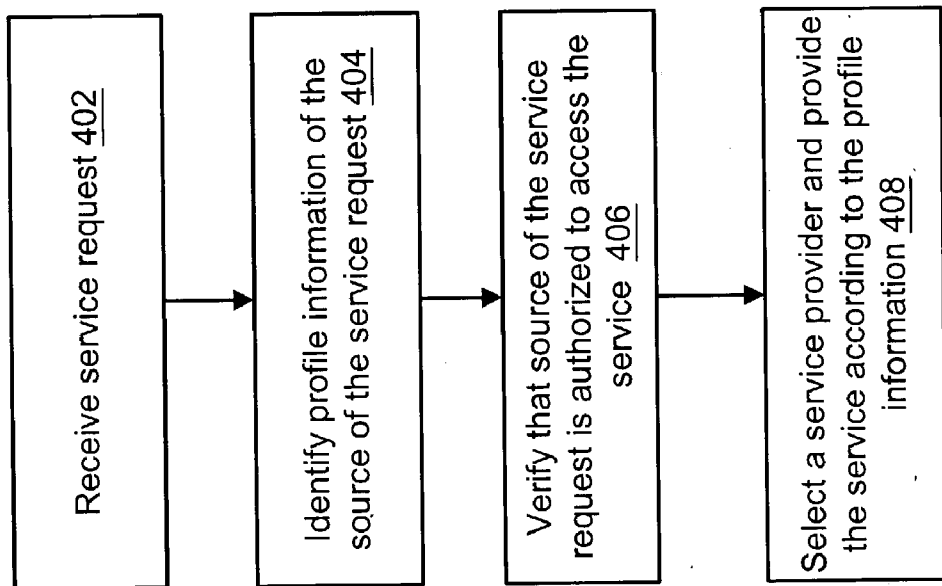 Receive service request 402
Identify profile information of the
source of the service request 404
Verify that source of the service
request is authorized to access the
service 406
Select a service provider and provide
the service according to the profile
information 408